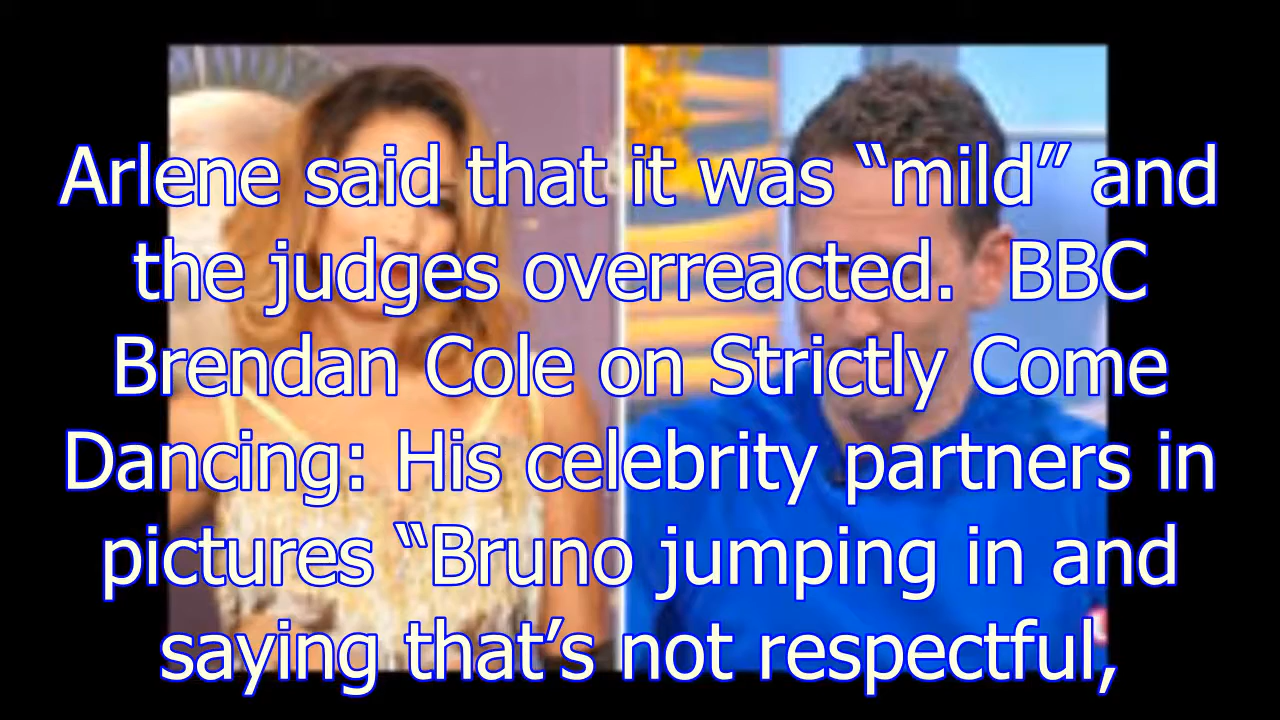 Arlene said that it was “mild” and
the judges overreacted.  BBC
Brendan Cole on Strictly Come
Dancing: His celebrity partners in
pictures “Bruno jumping in and
saying that’s not respectful,